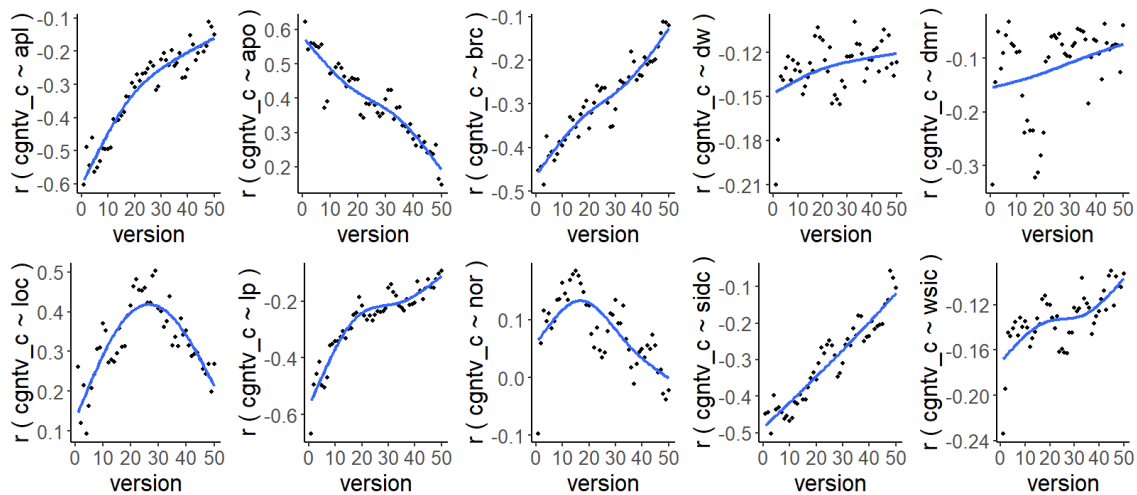 r ( cgntv_c ~ apl )
-0.1
-0.2
-0.3
-0.4
-0.5
-0.6
0 10 20 30 40 50
version
r ( cgntv_c ~ apo )
0.6
0.5
0.4
0.3
0.2
0 10 20 30 40 50
version
r ( cgntv_c ~ brc )
-0.1
-0.2
-0.3
-0.4
-0.5
0 10 20 30 40 50
version
r ( cgntv_c ~ dw )
-0.12
-0.15
-0.18
-0.21
0 10 20 30 40 50
version
r ( cgntv_c ~ dmr )
-0.1
-0.2
-0.3
0 10 20 30 40 50
version
r ( cgntv_c ~ loc )
0.5
0.4
0.3
0.2
0.1
0 10 20 30 40 50
version
r ( cgntv_c ~ lp )
-0.2
-0.4
-0.6
0 10 20 30 40 50
version
r ( cgntv_c ~ nor )
0.1
0.0
-0.1
0 10 20 30 40 50
version
r ( cgntv_c ~ sidc )
-0.1
-0.2
-0.3
-0.4
-0.5
0 10 20 30 40 50
version
r ( cgntv_c ~ wsic )
-0.12
-0.16
-0.20
-0.24
0 10 20 30 40 50
version